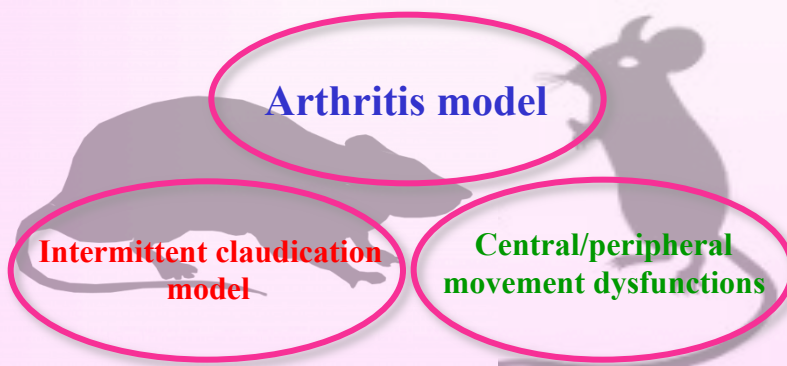 Arthritis model
Intermittent claudication
model
Central/peripheral
movement dysfunctions